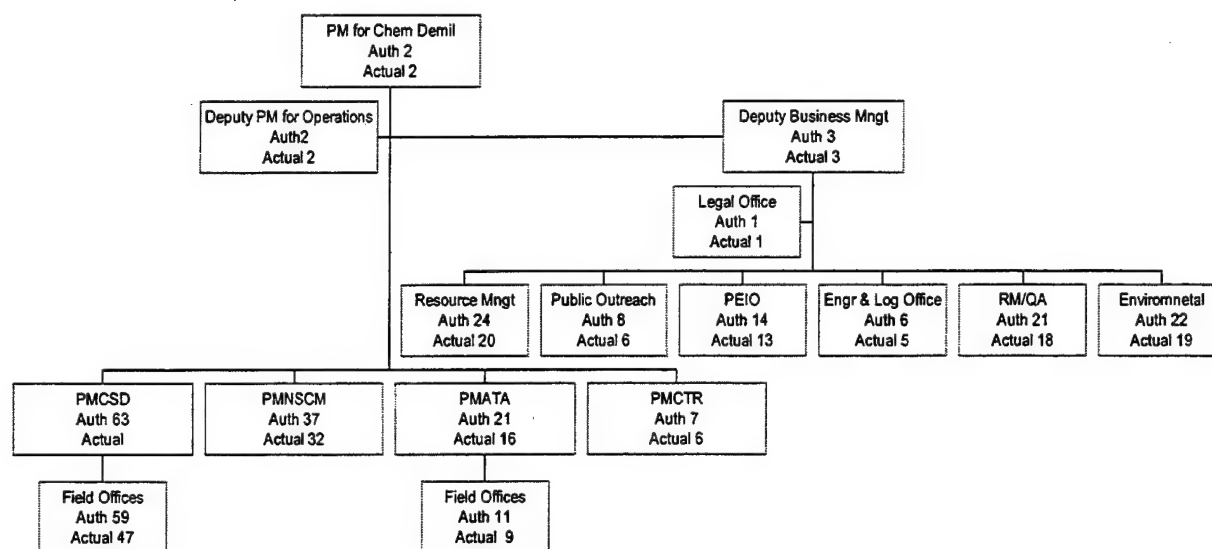 PM for Chem Demil
Auth 2
Actual 2
Deputy PM for Operations
Auth2
Actual 2
Deputy Business Mngt
Auth 3
Actual 3
Legal Office
Auth 1
Actual 1
Resource Mngt
Auth 24
Actual 20
Public Outreach
Auth 8
Actual 6
PEIO
Auth 14
Actual 13
Engr & Log Office
Auth 6
Actual 5
RM/QA
Auth 21
Actual 18
Enviromnetal
Auth 22
Actual 19
PMCSD
Auth 63
Actual
PMNSCM
Auth 37
Actual 32
PMATA
Auth 21
Actual 16
PMCTR
Auth 7
Actual 6
Field Offices
Auth 59
Actual 47
Field Offices
Auth 11
Actual 9